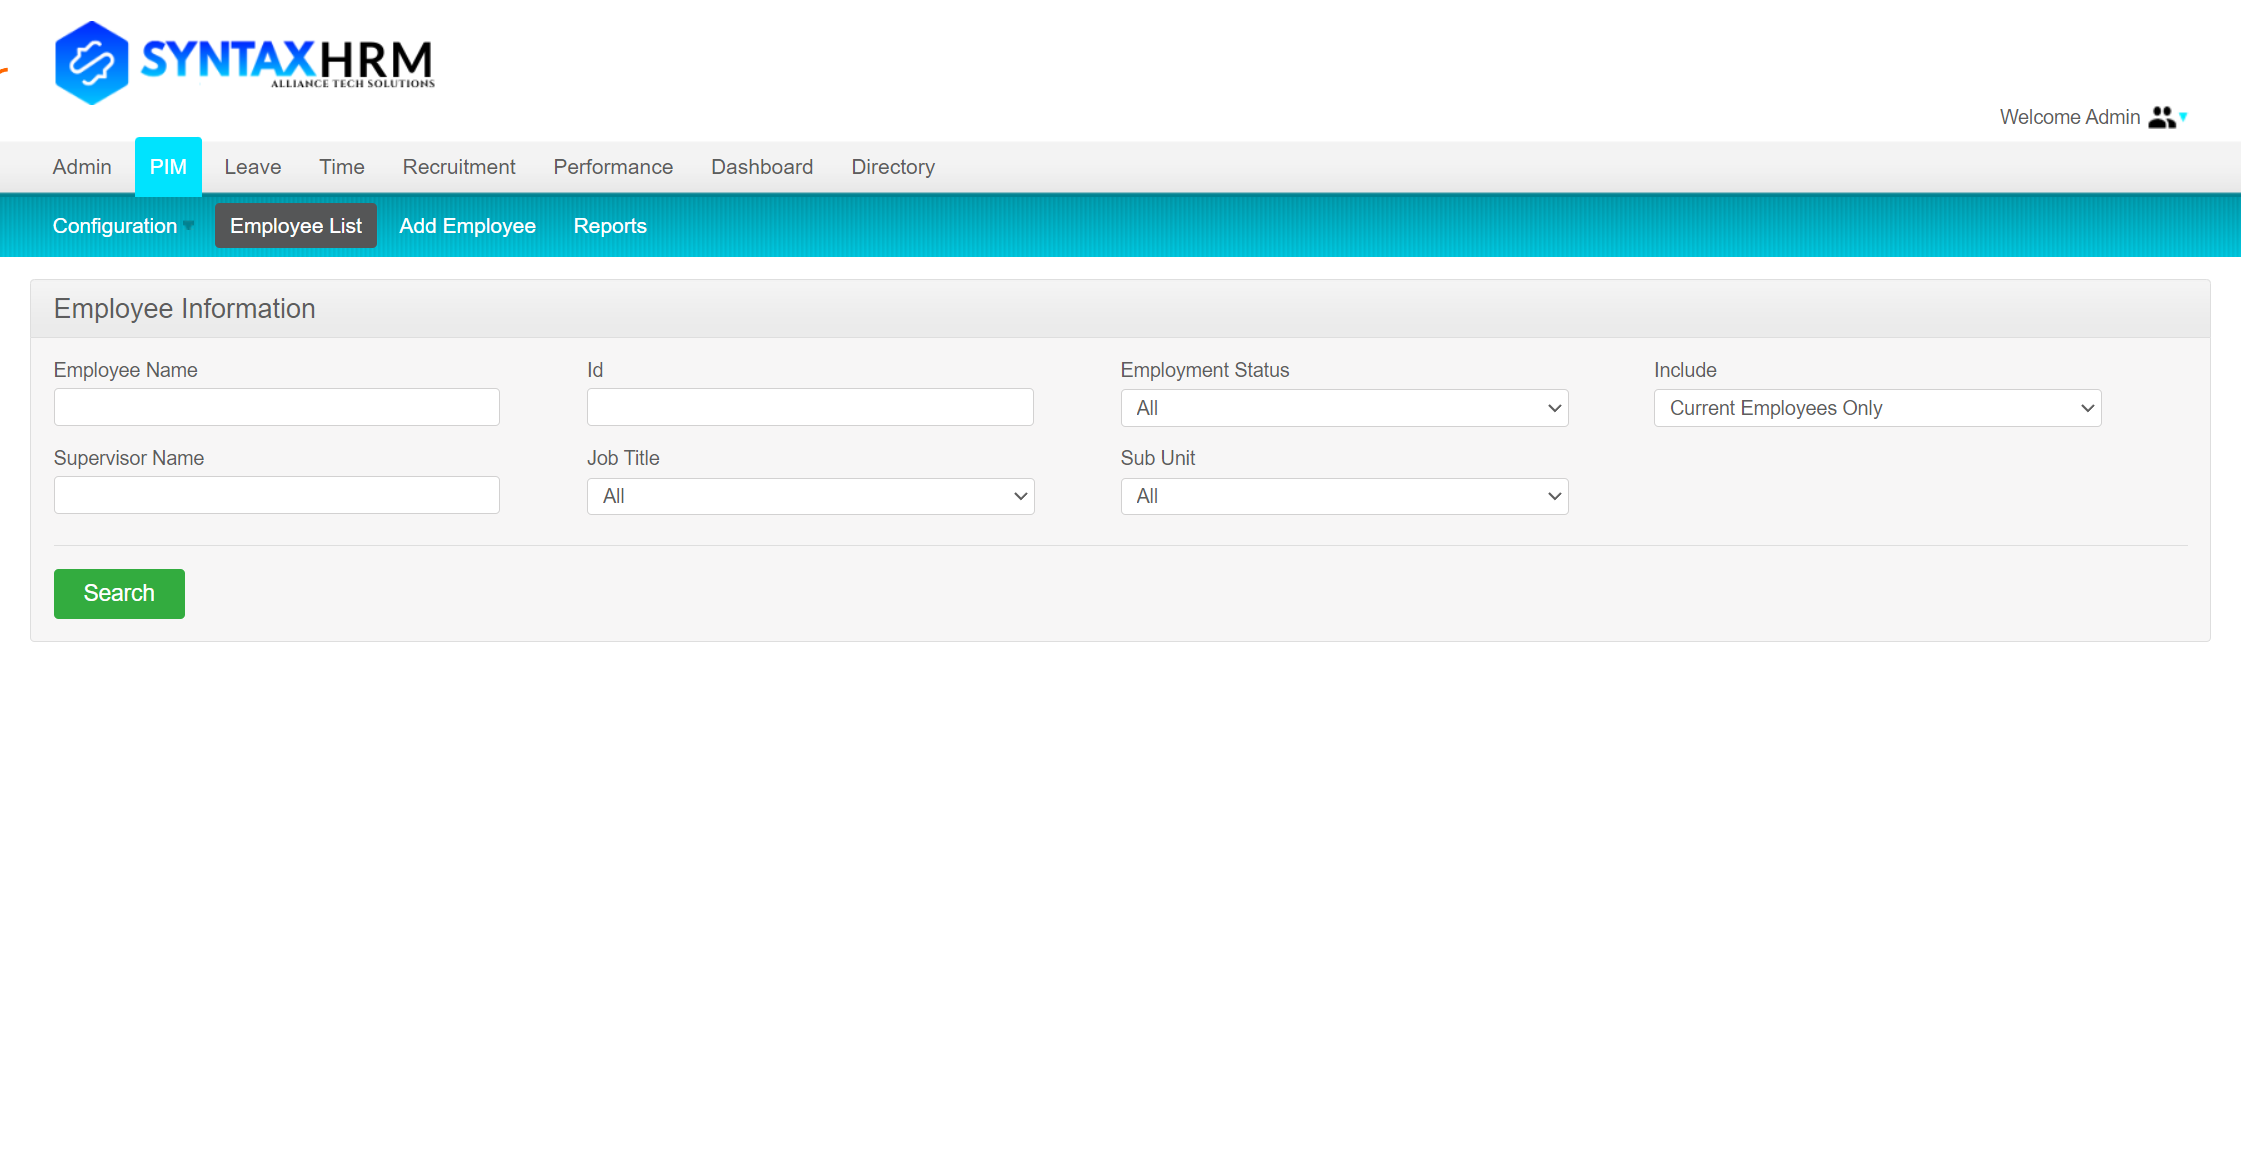 SYNTAXHRM
ALLIANCE TECH SOLUTIONS
Welcome Admin
Admin PIM Leave Time Recruitment Performance Dashboard Directory
Configuration Employee List Add Employee Reports
Employee Information
Employee Name Id Employment Status Include
All Current Employees Only
Supervisor Name Job Title Sub Unit
All All
Search